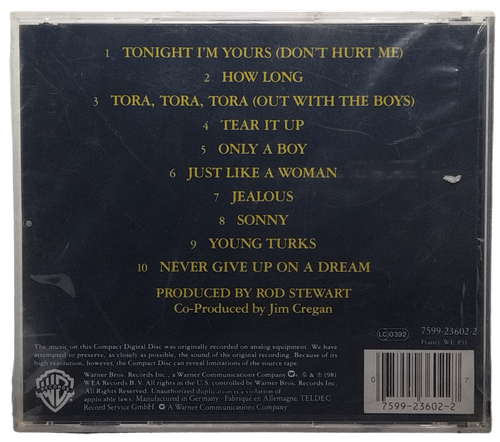 1 TONIGHT I'M YOURS (DON'T HURT ME)
2 HOW LONG
3 TORA, TORA, TORA (OUT WITH THE BOYS)
4 TEAR IT UP
5 ONLY A BOY
6 JUST LIKE A WOMAN
7 JEALOUS
8 SONNY
9 YOUNG TURKS
10 NEVER GIVE UP ON A DREAM
PRODUCED BY ROD STEWART
Co-Produced by Jim Cregan
LC 0392
7599-23602-2
France WE 851
The music on this Compact Digital Disc was originally recorded on analog equipment. We have
attempted to preserve, as closely as possible, the sound of the original recording. Because of its
high resolution, however, the Compact Disc can reveal limitations of the source tape.
Warner Bros. Records Inc., a Warner Communications Company © & ℗ 1981
WEA Records B.V. All rights in the U.S. controlled by Warner Bros. Records Inc.
All Rights Reserved. Unauthorized duplication is a violation of
applicable laws. Manufactured in Germany · Fabriqué en Allemagne TELDEC
Record Service GmbH A Warner Communications Company
0 7599-23602-2 7